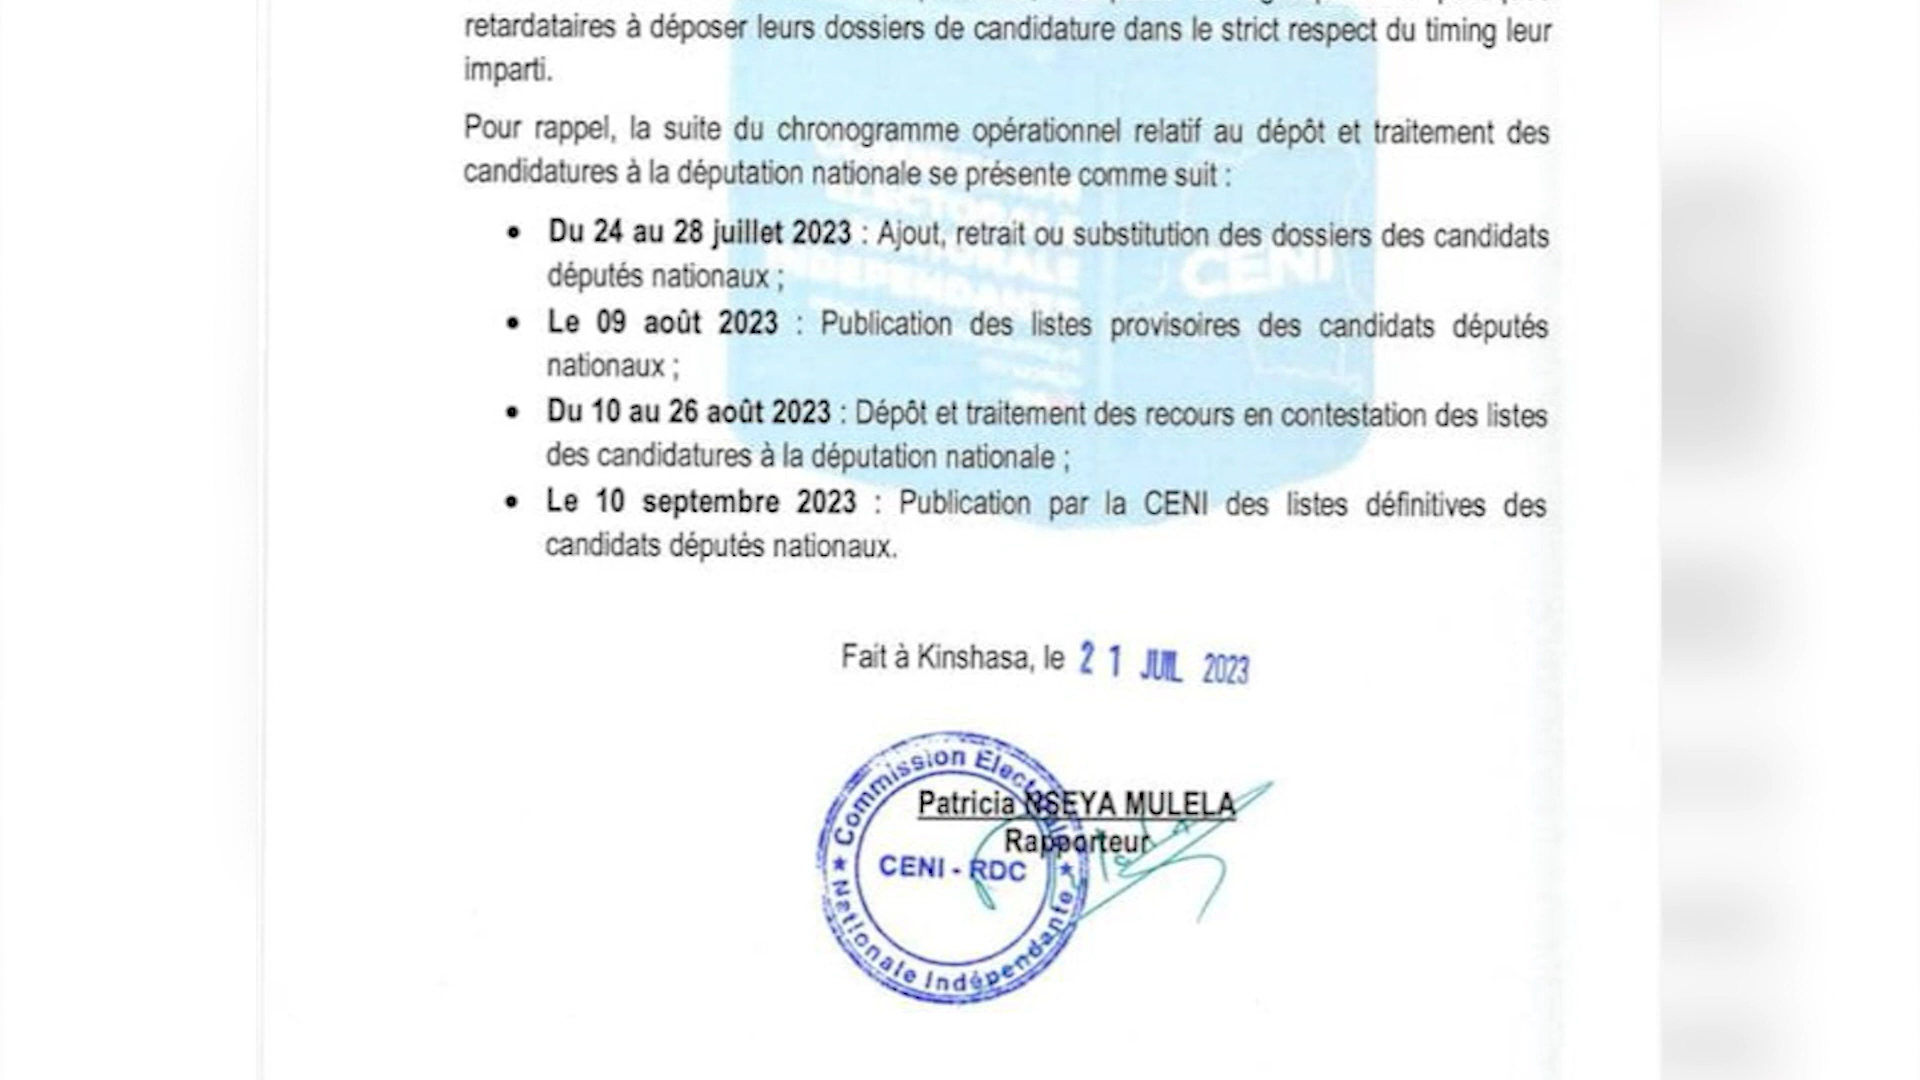 retardataires à déposer leurs dossiers de candidature dans le strict respect du timing leur
imparti.
Pour rappel, la suite du chronogramme opérationnel relatif au dépôt et traitement des
candidatures à la députation nationale se présente comme suit :
• Du 24 au 28 juillet 2023 : Ajout, retrait ou substitution des dossiers des candidats
députés nationaux ;
• Le 09 août 2023 : Publication des listes provisoires des candidats députés
nationaux ;
• Du 10 au 26 août 2023 : Dépôt et traitement des recours en contestation des listes
des candidatures à la députation nationale ;
• Le 10 septembre 2023 : Publication par la CENI des listes définitives des
candidats députés nationaux.
CENI
Fait à Kinshasa, le 21 JUIL 2023
Patricia NSEYA MULELA
Rapporteur
Commission Electorale
CENI - RDC
Nationale Indépendante